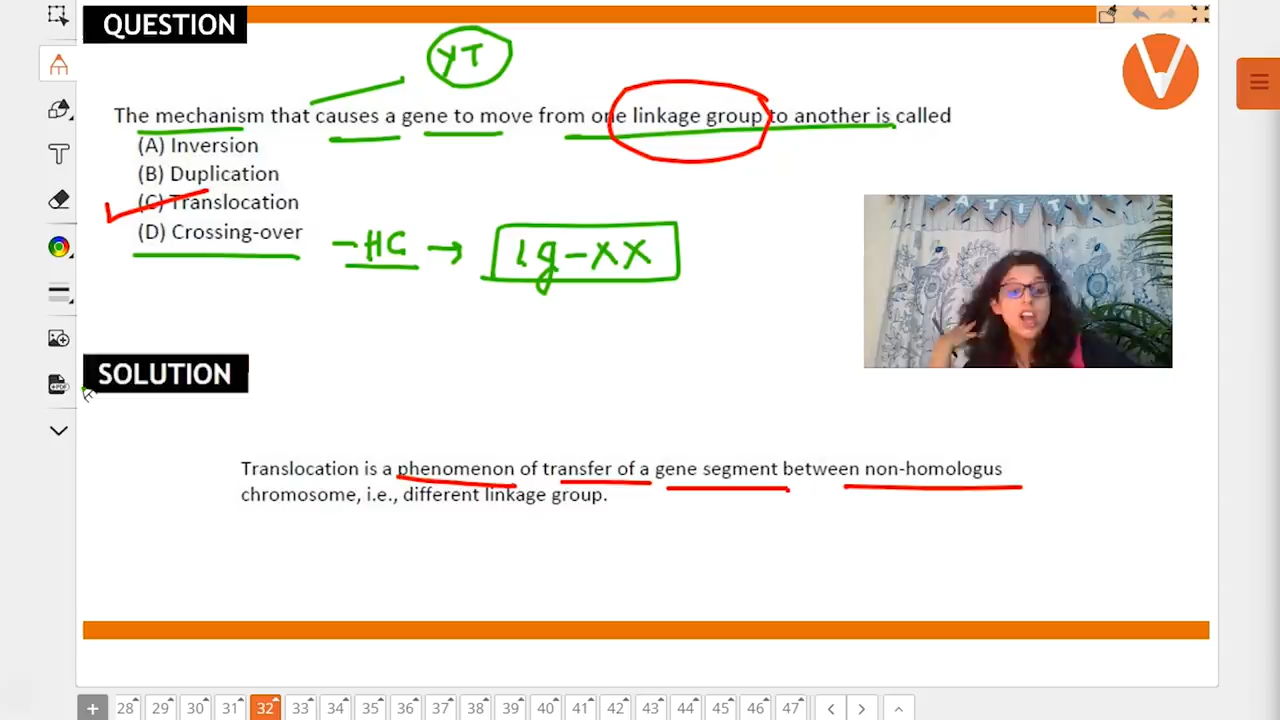 QUESTION
YT
The mechanism that causes a gene to move from one linkage group to another is called
(A) Inversion
(B) Duplication
(C) Translocation
(D) Crossing-over
-HC → lg-XX
SOLUTION
Translocation is a phenomenon of transfer of a gene segment between non-homologus
chromosome, i.e., different linkage group.
28 29 30 31 32 33 34 35 36 37 38 39 40 41 42 43 44 45 46 47